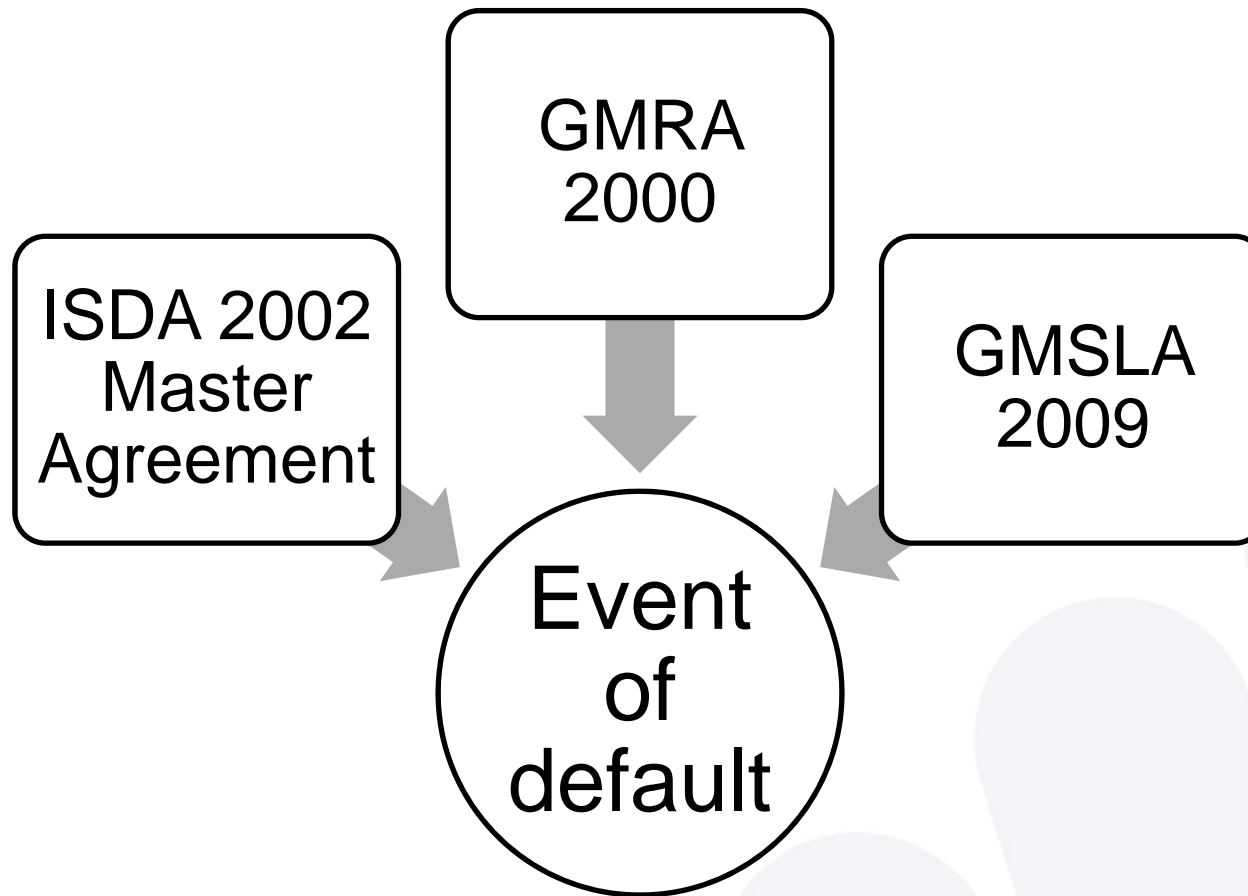 GMRA
2000
ISDA 2002
Master
Agreement
GMSLA
2009
Event
of
default